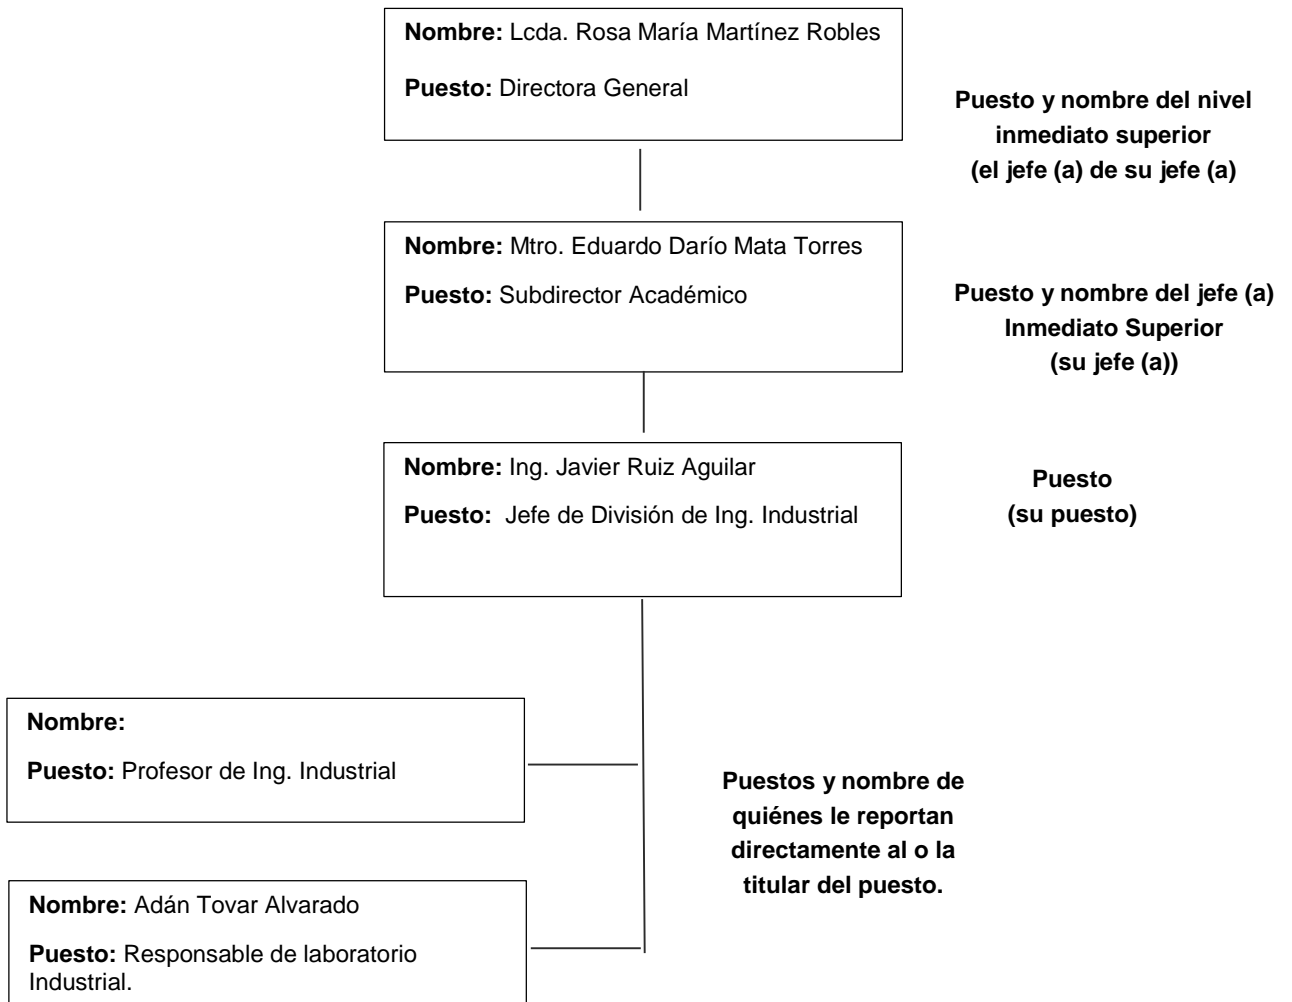 Nombre: Lcda. Rosa María Martínez Robles
Puesto: Directora General
Puesto y nombre del nivel
inmediato superior
(el jefe (a) de su jefe (a)
Nombre: Mtro. Eduardo Darío Mata Torres
Puesto: Subdirector Académico
Puesto y nombre del jefe (a)
Inmediato Superior
(su jefe (a))
Nombre: Ing. Javier Ruiz Aguilar
Puesto:  Jefe de División de Ing. Industrial
Puesto
(su puesto)
Nombre:
Puesto: Profesor de Ing. Industrial
Puestos y nombre de
quiénes le reportan
directamente al o la
titular del puesto.
Nombre: Adán Tovar Alvarado
Puesto: Responsable de laboratorio
Industrial.